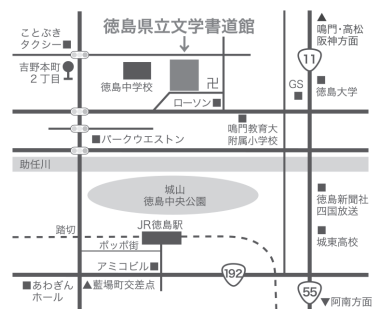 徳島県立文学書道館
ことぶき
タクシー
▲
鳴門・高松
阪神方面
11
吉野本町
2丁目
徳島中学校
卍
GS
徳島大学
ローソン
鳴門教育大
附属小学校
パークウエストン
助任川
城山
徳島中央公園
徳島新聞社
四国放送
踏切
JR徳島駅
ポッポ街
城東高校
アミコビル
192
あわぎん
ホール
▲藍場町交差点
55
▼阿南方面